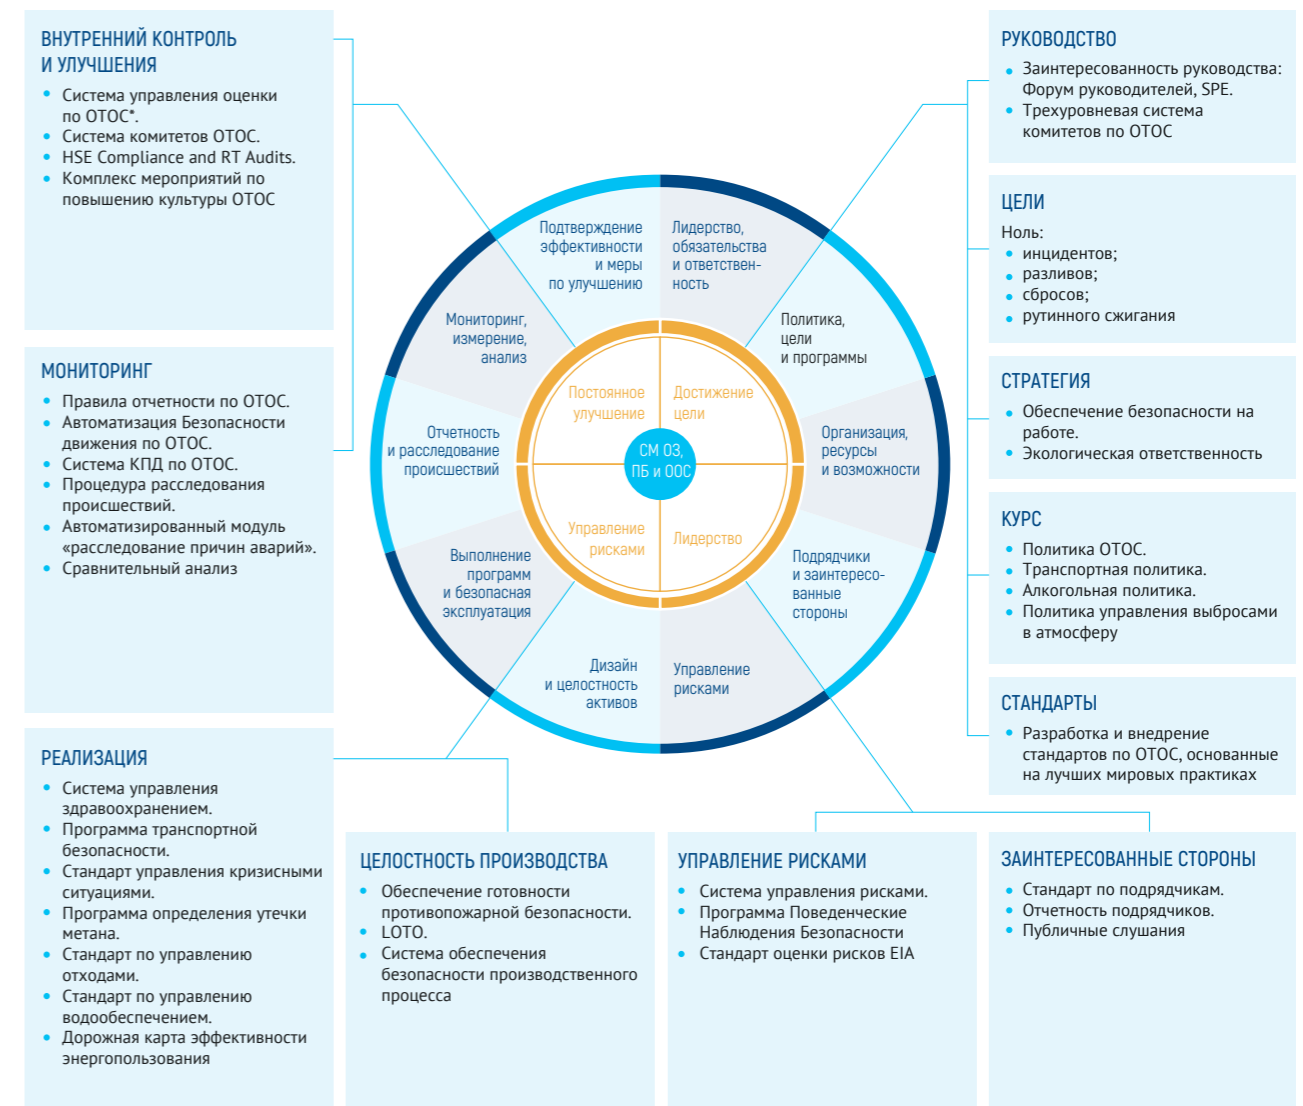 ВНУТРЕННИЙ КОНТРОЛЬ
И УЛУЧШЕНИЯ
Система управления оценки
по ОТОС*.
Система комитетов ОТОС.
HSE Compliance and RT Audits.
Комплекс мероприятий по
повышению культуры ОТОС
МОНИТОРИНГ
Правила отчетности по ОТОС.
Автоматизация Безопасности
движения по ОТОС.
Система КПД по ОТОС.
Процедура расследования
происшествий.
Автоматизированный модуль
«расследование причин аварий».
Сравнительный анализ
РЕАЛИЗАЦИЯ
Система управления
здравоохранением.
Программа транспортной
безопасности.
Стандарт управления кризисными
ситуациями.
Программа определения утечки
метана.
Стандарт по управлению
отходами.
Стандарт по управлению
водообеспечением.
Дорожная карта эффективности
энергопользования
Подтверждение
эффективности
и меры
по улучшению
Лидерство,
обязательства
и ответствен-
ность
Политика,
цели
и программы
Организация,
ресурсы
и возможности
Подрядчики
и заинтересо-
ванные
стороны
Управление
рисками
Дизайн
и целостность
активов
Выполнение
программ
и безопасная
эксплуатация
Отчетность
и расследование
происшествий
Мониторинг,
измерение,
анализ
Постоянное
улучшение
Достижение
цели
СМ ОЗ,
ПБ и ООС
Управление
рисками
Лидерство
ЦЕЛОСТНОСТЬ ПРОИЗВОДСТВА
Обеспечение готовности
противопожарной безопасности.
LOTO.
Система обеспечения
безопасности производственного
процесса
УПРАВЛЕНИЕ РИСКАМИ
Система управления рисками.
Программа Поведенческие
Наблюдения Безопасности
Стандарт оценки рисков EIA
РУКОВОДСТВО
Заинтересованность руководства:
Форум руководителей, SPE.
Трехуровневая система
комитетов по ОТОС
ЦЕЛИ
Ноль:
инцидентов;
разливов;
сбросов;
рутинного сжигания
СТРАТЕГИЯ
Обеспечение безопасности на
работе.
Экологическая ответственность
КУРС
Политика ОТОС.
Транспортная политика.
Алкогольная политика.
Политика управления выбросами
в атмосферу
СТАНДАРТЫ
Разработка и внедрение
стандартов по ОТОС, основанные
на лучших мировых практиках
ЗАИНТЕРЕСОВАННЫЕ СТОРОНЫ
Стандарт по подрядчикам.
Отчетность подрядчиков.
Публичные слушания